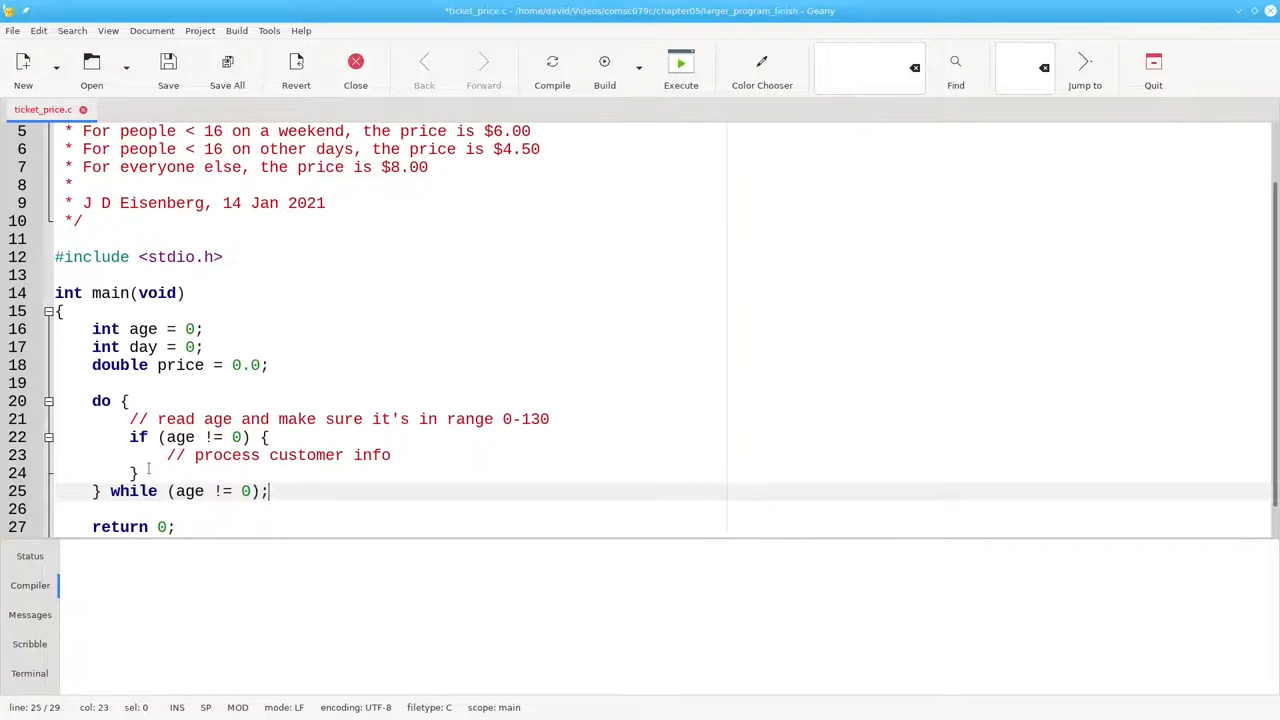 *ticket_price.c - /home/david/Videos/comsc079c/chapter05/larger_program_finish - Geany
File Edit Search View Document Project Build Tools Help
New Open Save Save All Revert Close Back Forward Compile Build Execute Color Chooser Find Jump to Quit
ticket_price.c
5 * For people < 16 on a weekend, the price is $6.00
6 * For people < 16 on other days, the price is $4.50
7 * For everyone else, the price is $8.00
8 *
9 * J D Eisenberg, 14 Jan 2021
10 */
11
12 #include <stdio.h>
13
14 int main(void)
15 {
16 int age = 0;
17 int day = 0;
18 double price = 0.0;
19
20 do {
21 // read age and make sure it's in range 0-130
22 if (age != 0) {
23 // process customer info
24 }
25 } while (age != 0);
26
27 return 0;
Status
Compiler
Messages
Scribble
Terminal
line: 25 / 29 col: 23 sel: 0 INS SP MOD mode: LF encoding: UTF-8 filetype: C scope: main